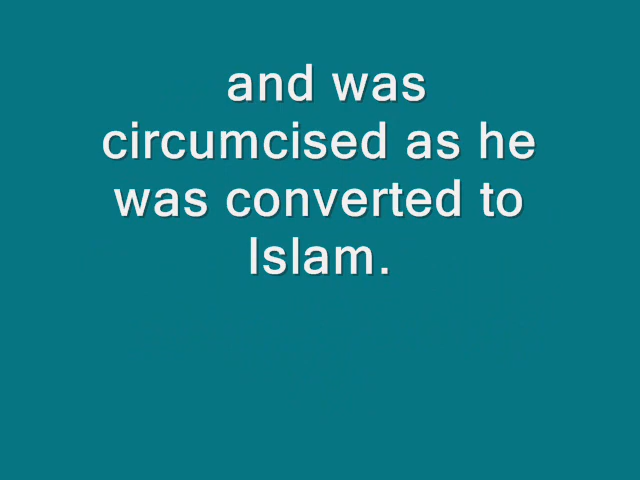 and was
circumcised as he
was converted to
Islam.